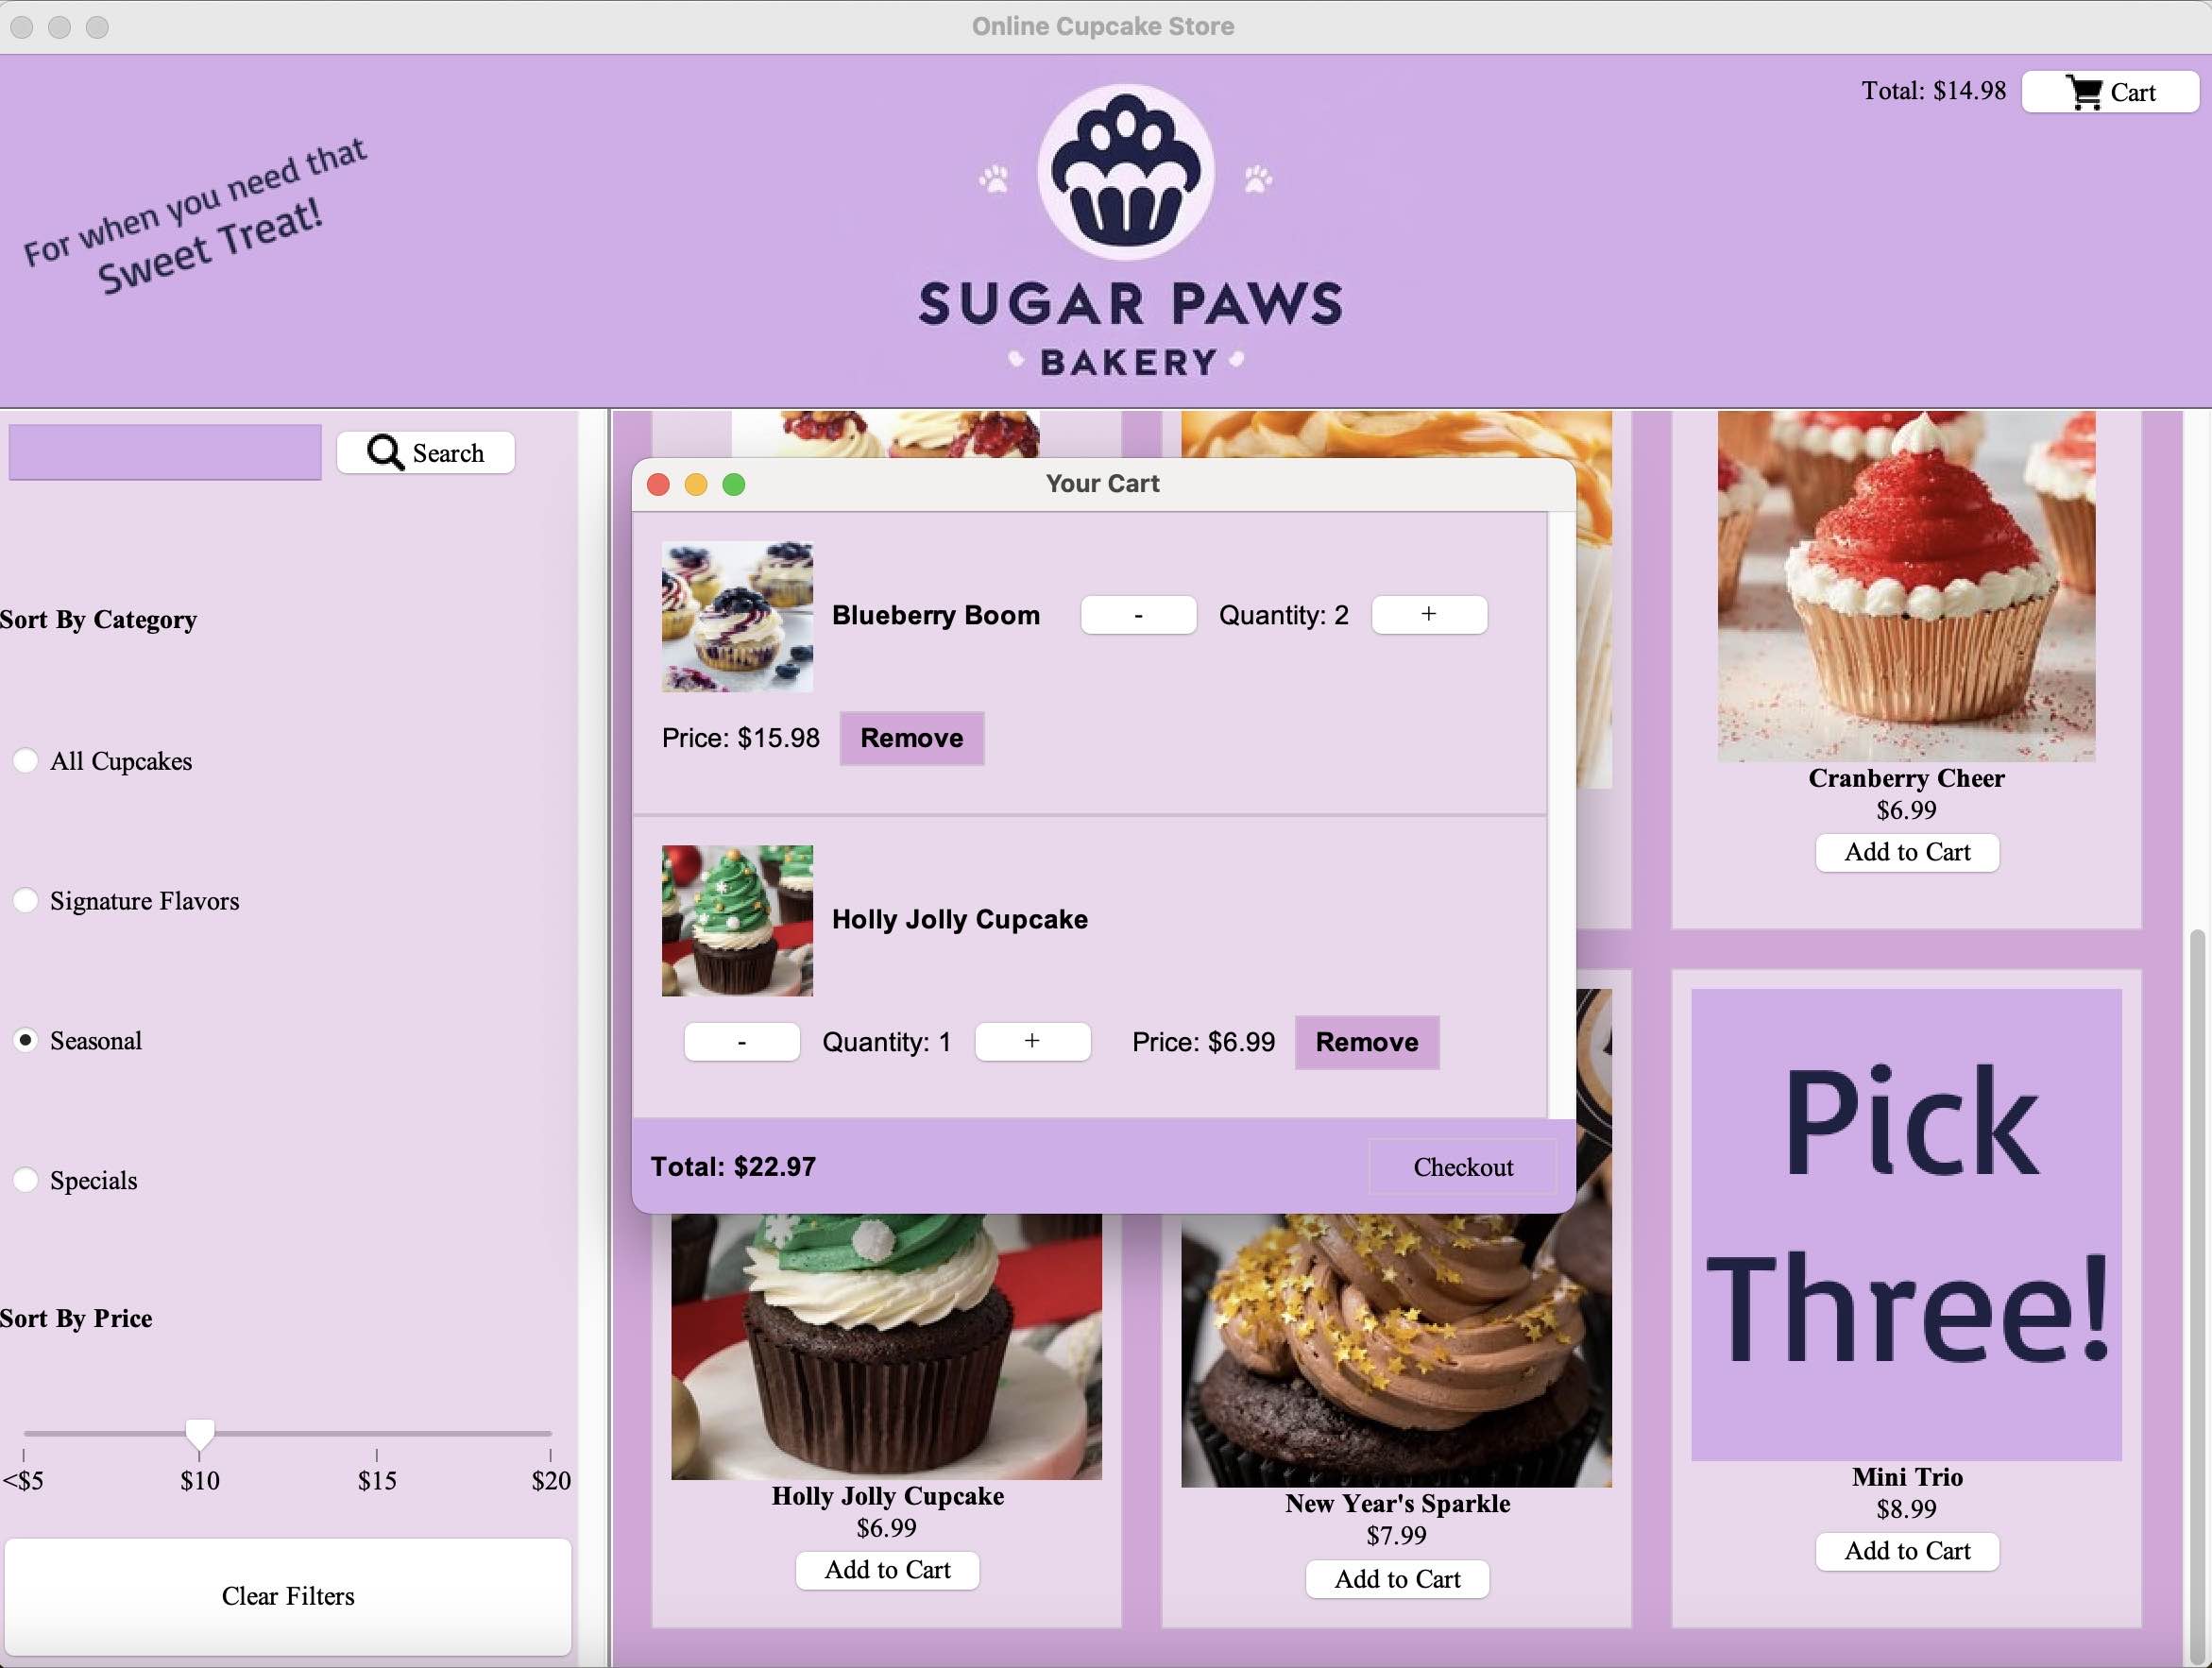 Online Cupcake Store
Total: $14.98
Cart
For when you need that
Sweet Treat!
SUGAR PAWS
BAKERY
Search
Sort By Category
All Cupcakes
Signature Flavors
Seasonal
Specials
Sort By Price
<$5 $10 $15 $20
Clear Filters
Your Cart
Blueberry Boom - Quantity: 2 +
Price: $15.98 Remove
Holly Jolly Cupcake
- Quantity: 1 + Price: $6.99 Remove
Total: $22.97 Checkout
Cranberry Cheer
$6.99
Add to Cart
Holly Jolly Cupcake
$6.99
Add to Cart
New Year's Sparkle
$7.99
Add to Cart
Pick
Three!
Mini Trio
$8.99
Add to Cart